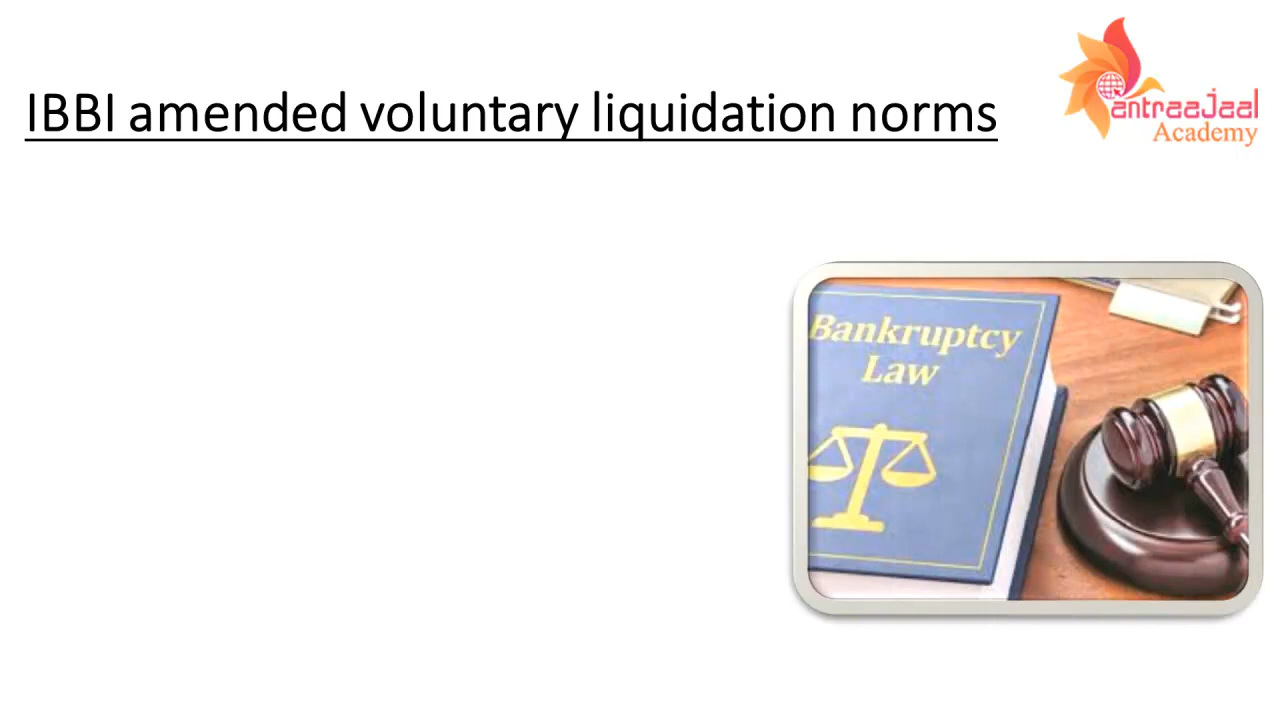 IBBI amended voluntary liquidation norms
antraajaal
Academy
Bankruptcy
Law